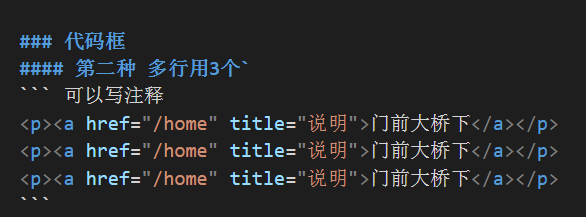 ### 代码框
#### 第二种 多行用3个`
``` 可以写注释
<p><a href="/home" title="说明">门前大桥下</a></p>
<p><a href="/home" title="说明">门前大桥下</a></p>
<p><a href="/home" title="说明">门前大桥下</a></p>
```